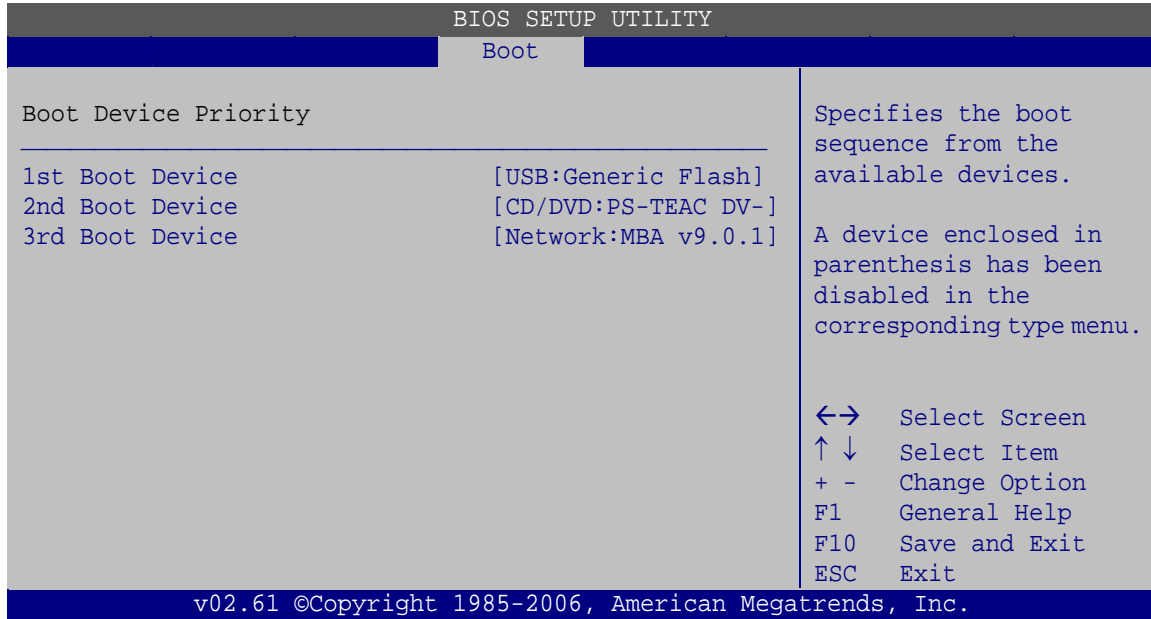 BIOS SETUP UTILITY
Boot
Boot Device Priority
1st Boot Device [USB:Generic Flash]
2nd Boot Device [CD/DVD:PS-TEAC DV-]
3rd Boot Device [Network:MBA v9.0.1]
Specifies the boot
sequence from the
available devices.
A device enclosed in
parenthesis has been
disabled in the
corresponding type menu.
←→ Select Screen
↑ ↓ Select Item
+ - Change Option
F1 General Help
F10 Save and Exit
ESC Exit
v02.61 ©Copyright 1985-2006, American Megatrends, Inc.